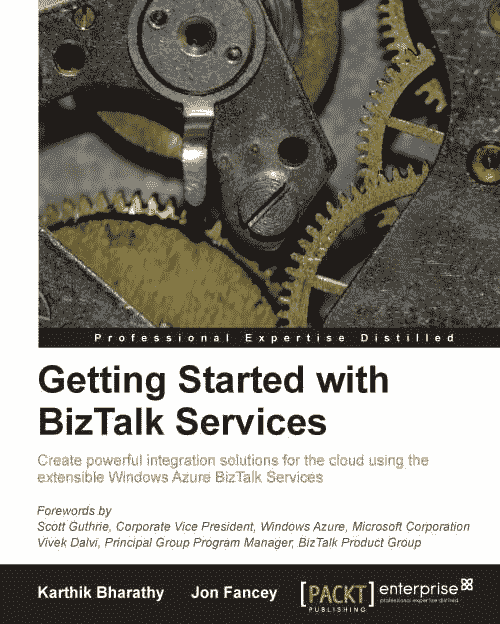 Professional Expertise Distilled
Getting Started with
BizTalk Services
Create powerful integration solutions for the cloud using the
extensible Windows Azure BizTalk Services
Forewords by
Scott Guthrie, Corporate Vice President, Windows Azure, Microsoft Corporation
Vivek Dalvi, Principal Group Program Manager, BizTalk Product Group
Karthik Bharathy Jon Fancey
[PACKT] enterprise
PUBLISHING
professional expertise distilled